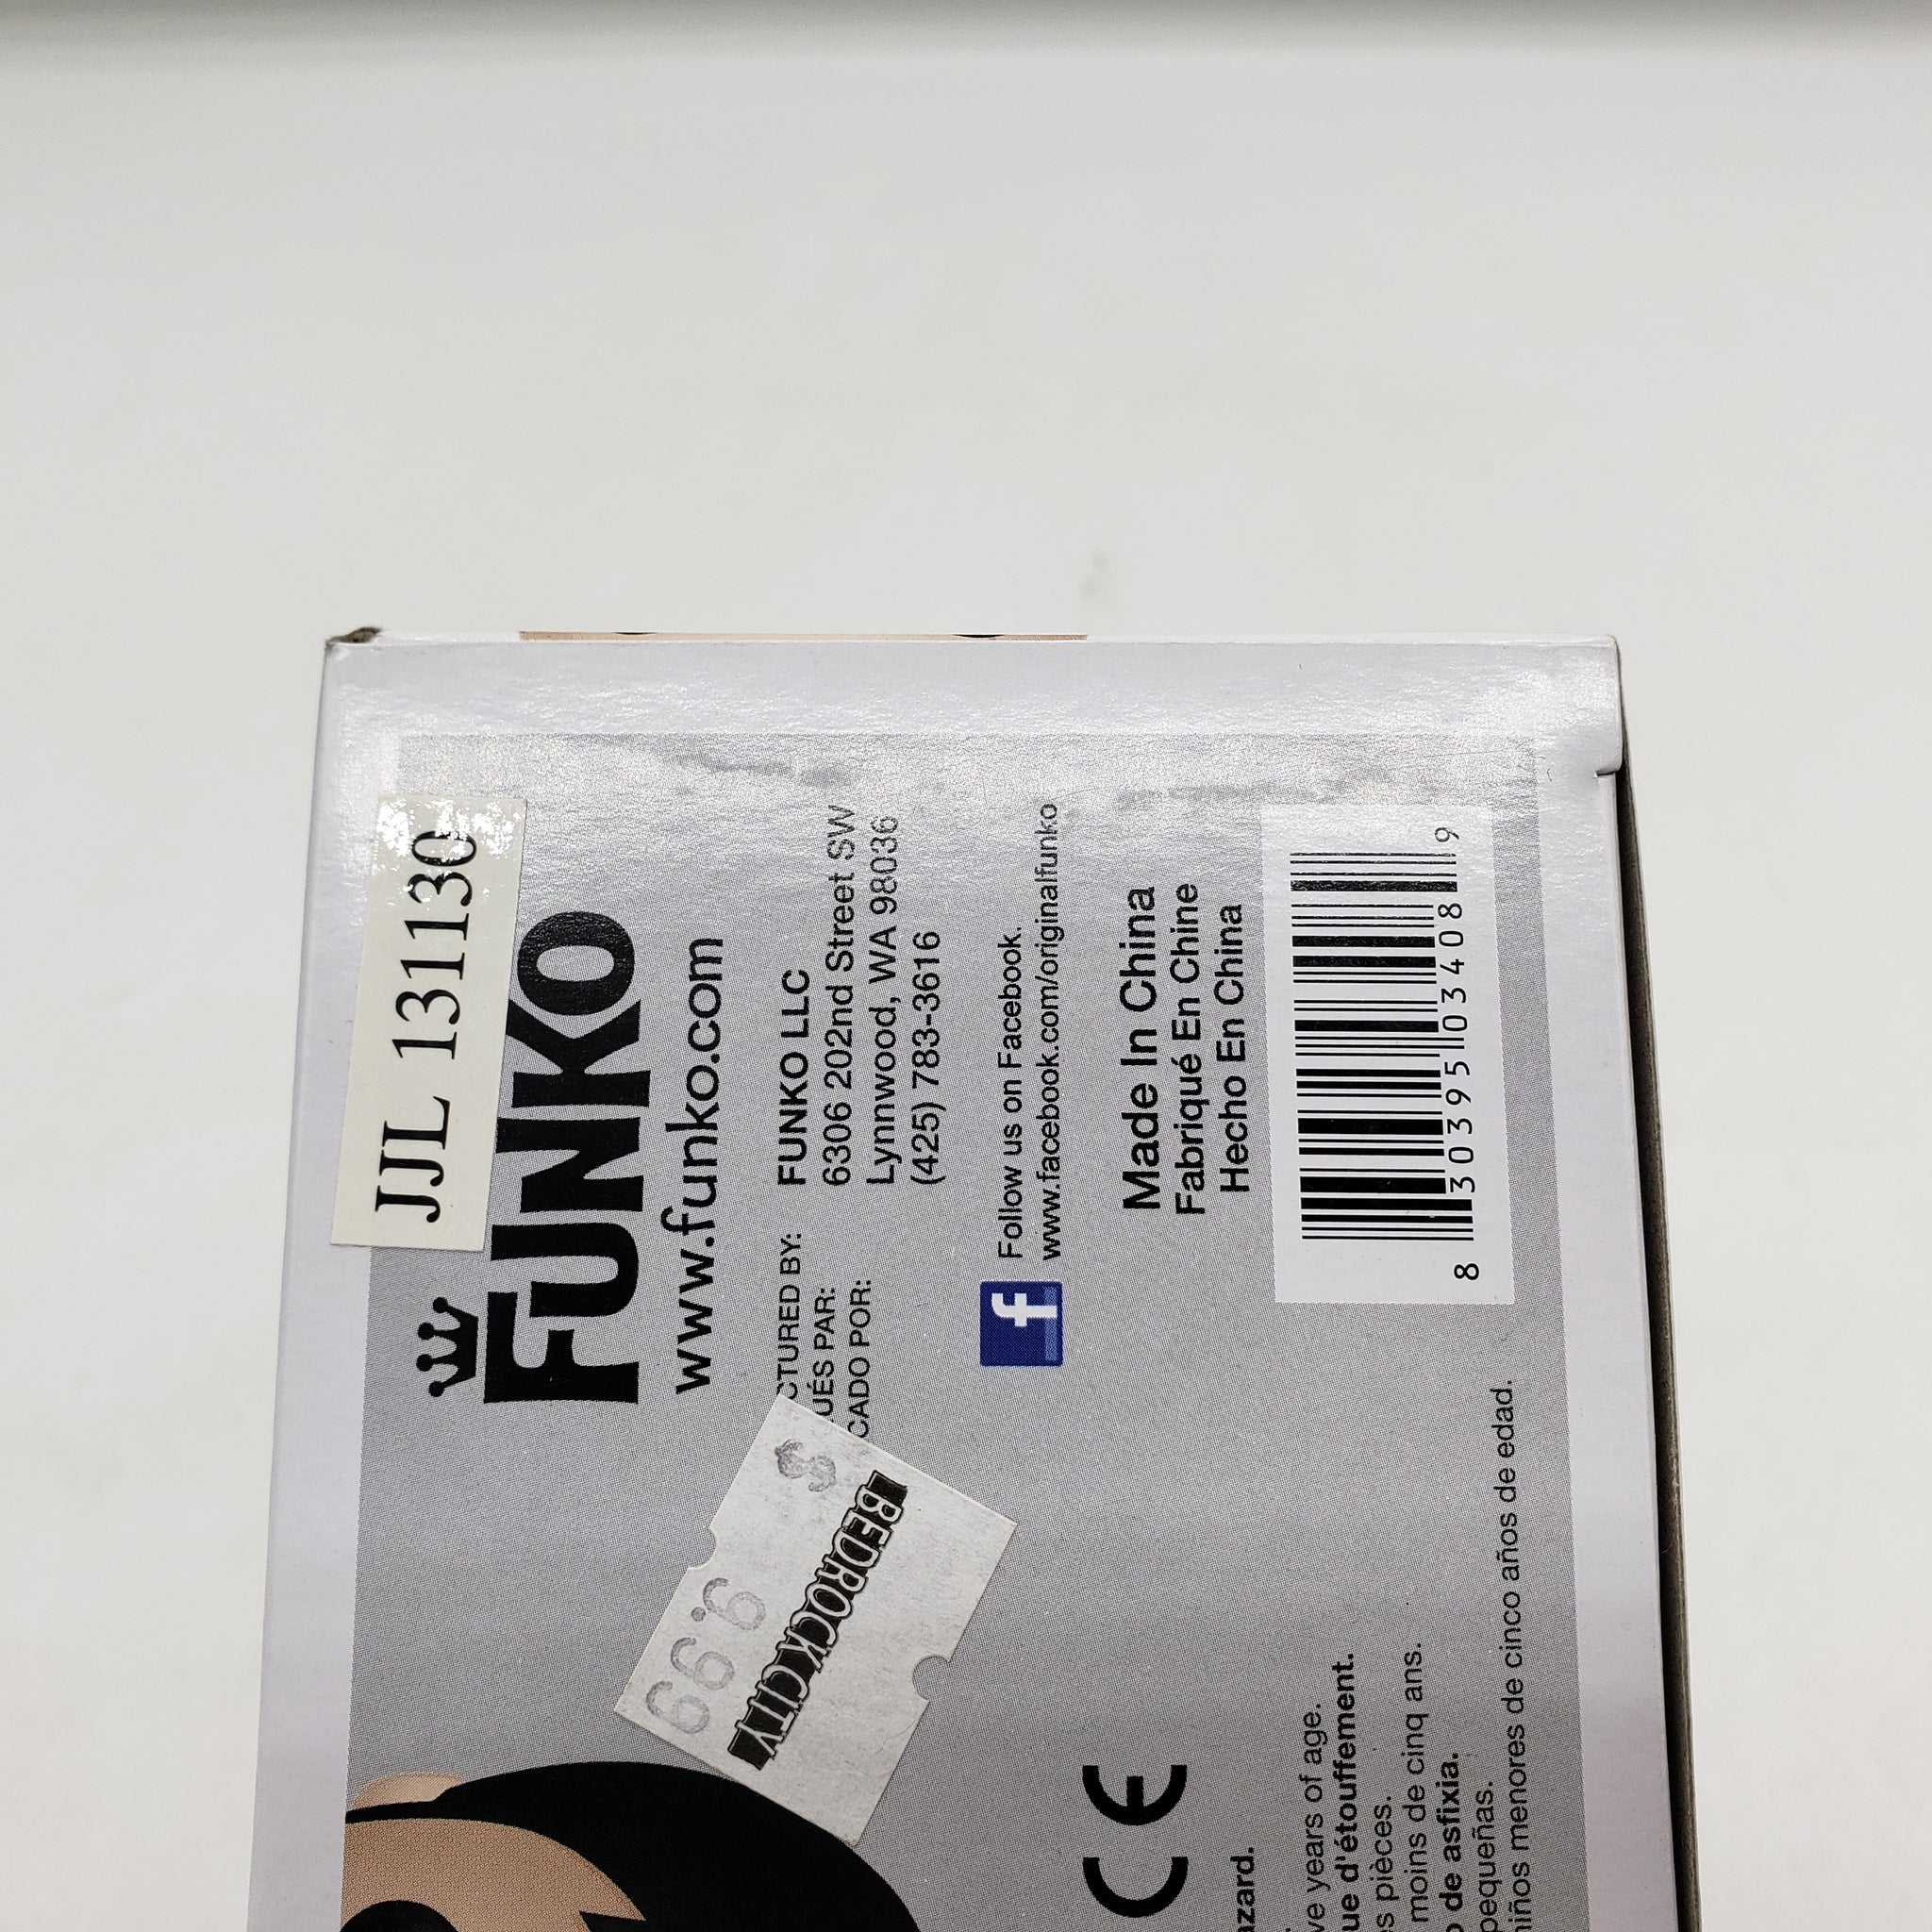 JJL 131130
FUNKO
www.funko.com
CTURED BY: FUNKO LLC
UÉS PAR: 6306 202nd Street SW
CADO POR: Lynnwood, WA 98036
(425) 783-3616
f
Follow us on Facebook.
www.facebook.com/originalfunko
Made In China
Fabriqué En Chine
Hecho En China
8 30395 03408 9
$
9.99
BEDROCK CITY
CE
azard.
ve years of age.
ue d'étouffement.
s pièces.
moins de cinq ans.
o de asfixia.
pequeñas.
niños menores de cinco años de edad.